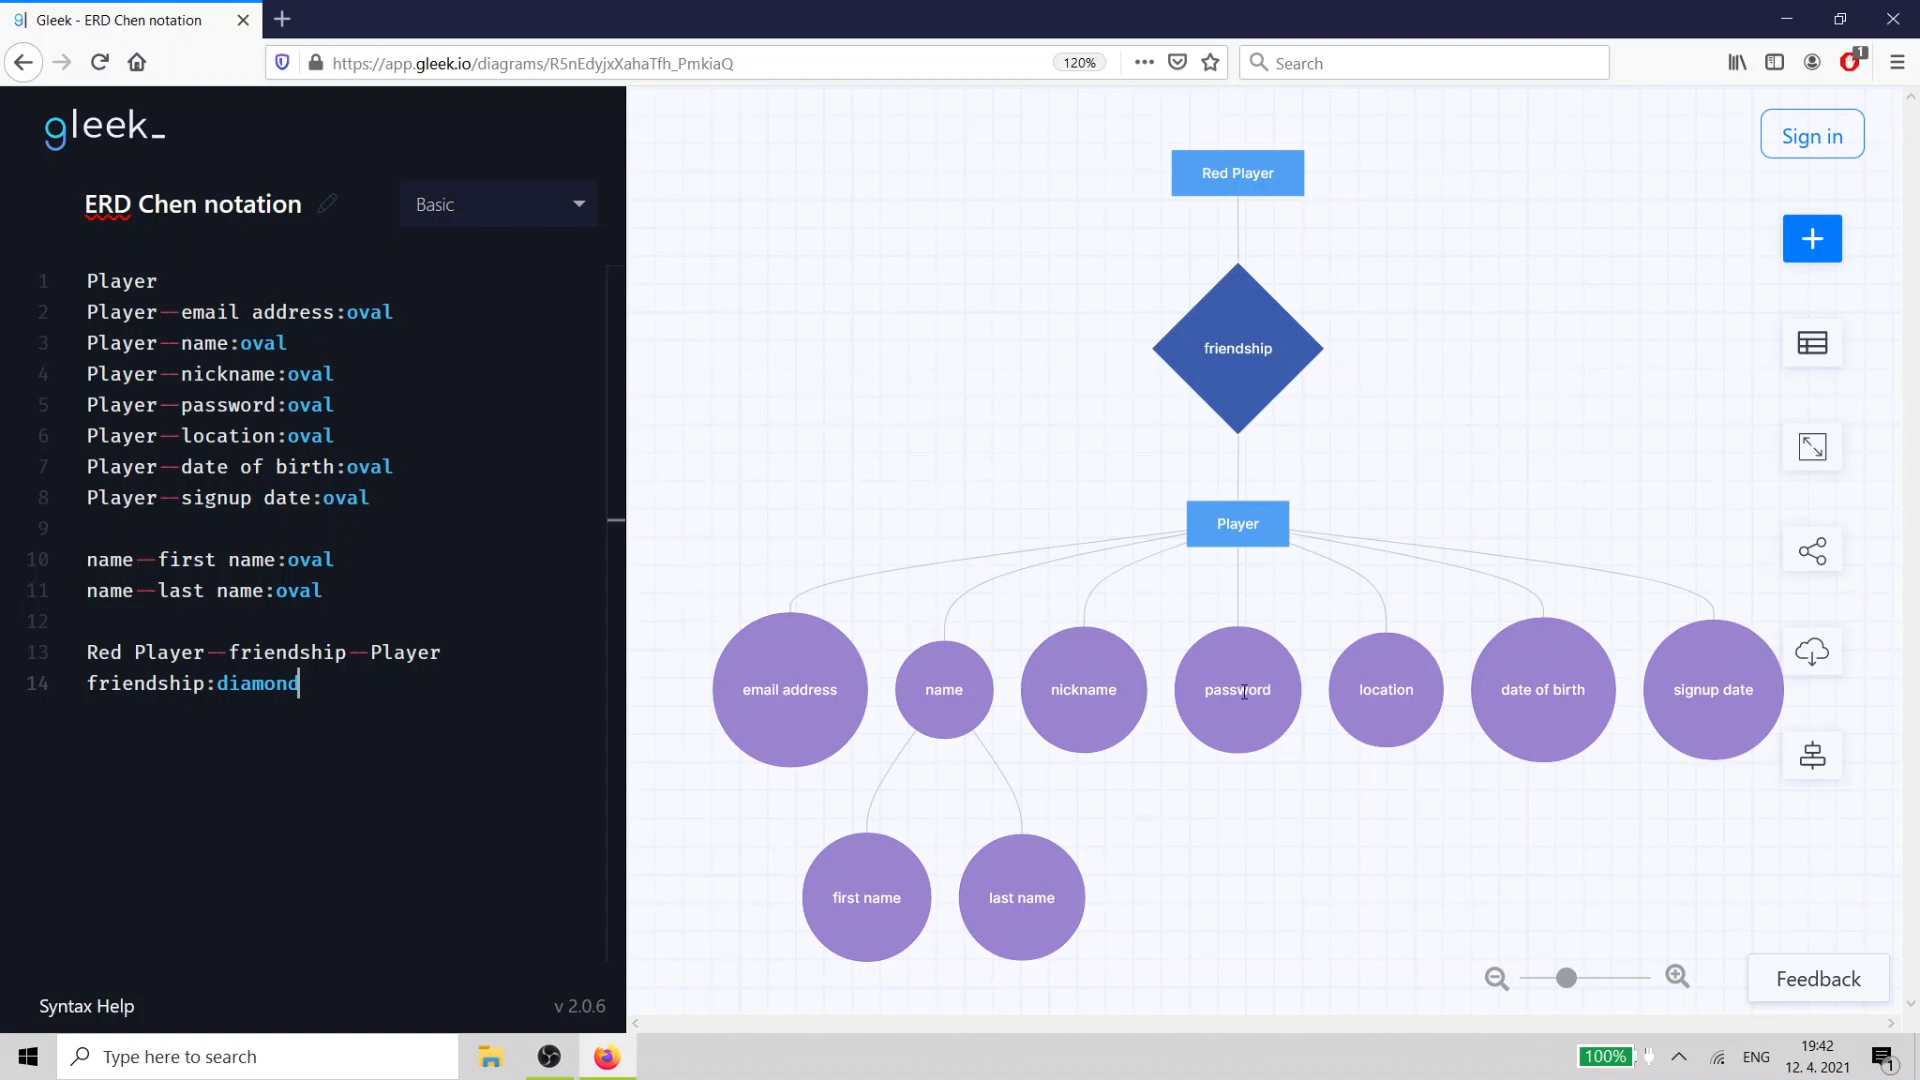 Gleek - ERD Chen notation
https://app.gleek.io/diagrams/R5nEdyjxXahaTfh_PmkiaQ
120%
Search
1
gleek_
Sign in
ERD Chen notation
Basic
1 Player
2 Player--email address:oval
3 Player--name:oval
4 Player--nickname:oval
5 Player--password:oval
6 Player--location:oval
7 Player--date of birth:oval
8 Player--signup date:oval
9
10 name--first name:oval
11 name--last name:oval
12
13 Red Player--friendship--Player
14 friendship:diamond
Red Player
friendship
Player
email address
name
nickname
password
location
date of birth
signup date
first name
last name
Feedback
Syntax Help
v 2.0.6
Type here to search
100%
ENG
19:42
12. 4. 2021
1